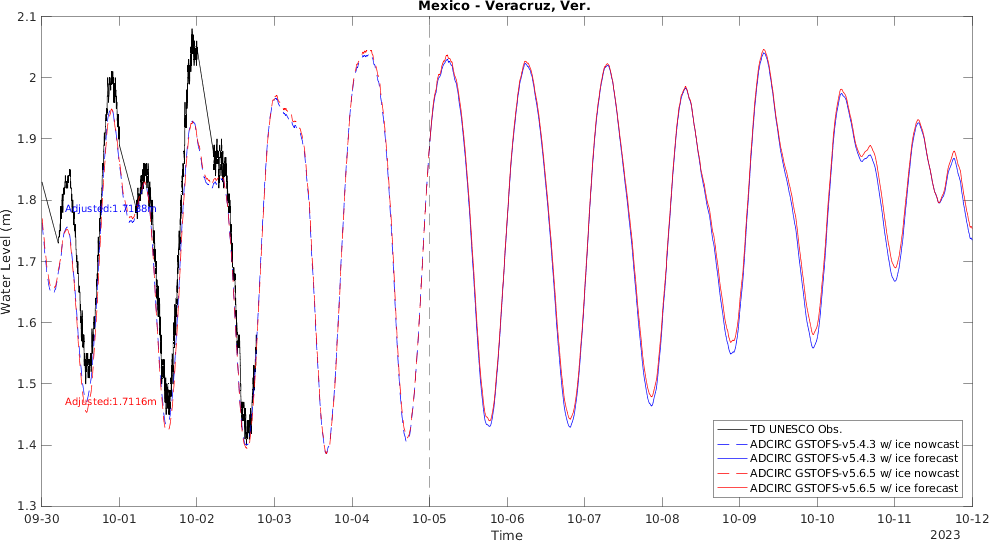 Mexico - Veracruz, Ver.
Water Level (m)
2.1
2
1.9
1.8
1.7
1.6
1.5
1.4
1.3
Adjusted:1.7138m
Adjusted:1.7116m
TD UNESCO Obs.
ADCIRC GSTOFS-v5.4.3 w/ ice nowcast
ADCIRC GSTOFS-v5.4.3 w/ ice forecast
ADCIRC GSTOFS-v5.6.5 w/ ice nowcast
ADCIRC GSTOFS-v5.6.5 w/ ice forecast
09-30 10-01 10-02 10-03 10-04 10-05 10-06 10-07 10-08 10-09 10-10 10-11 10-12
Time
2023